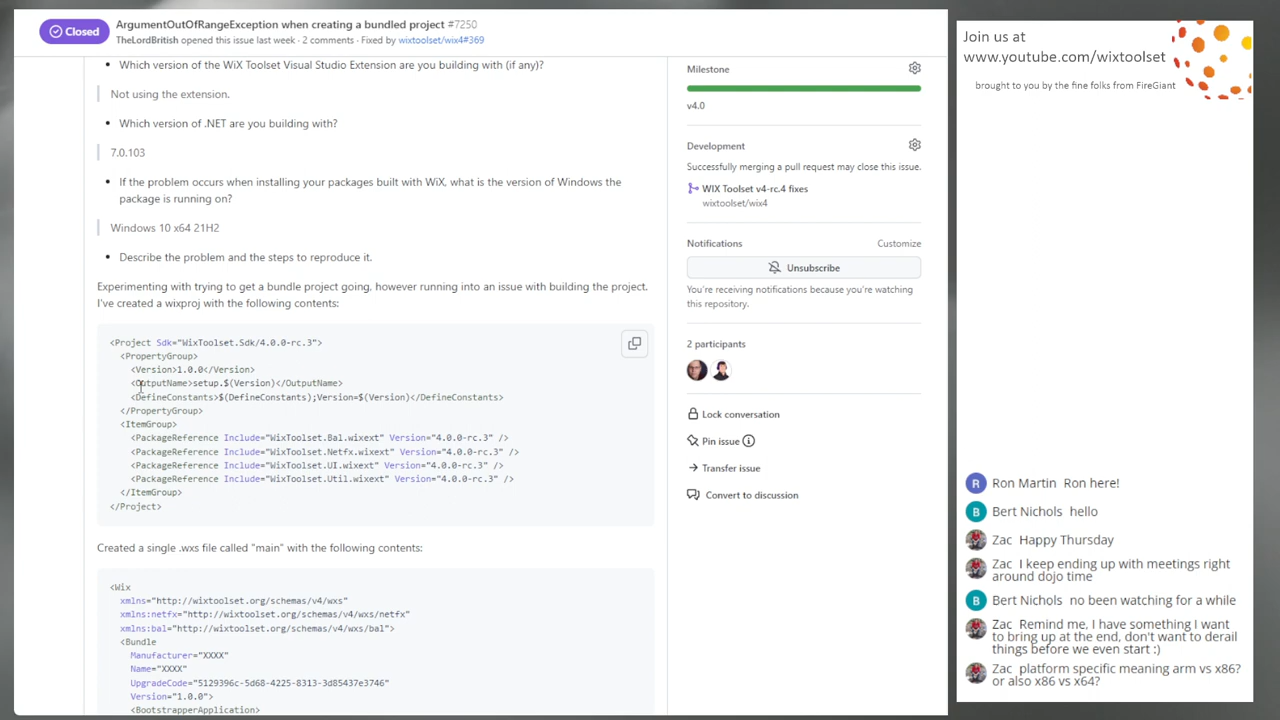 Closed
ArgumentOutOfRangeException when creating a bundled project #7250
TheLordBritish opened this issue last week · 2 comments · Fixed by wixtoolset/wix4#369
• Which version of the WiX Toolset Visual Studio Extension are you building with (if any)?
Not using the extension.
• Which version of .NET are you building with?
7.0.103
• If the problem occurs when installing your packages built with WiX, what is the version of Windows the
package is running on?
Windows 10 x64 21H2
• Describe the problem and the steps to reproduce it.
Experimenting with trying to get a bundle project going, however running into an issue with building the project.
I've created a wixproj with the following contents:
<Project Sdk="WixToolset.Sdk/4.0.0-rc.3">
<PropertyGroup>
<Version>1.0.0</Version>
<OutputName>setup.$(Version)</OutputName>
<DefineConstants>$(DefineConstants);Version=$(Version)</DefineConstants>
</PropertyGroup>
<ItemGroup>
<PackageReference Include="WixToolset.Bal.wixext" Version="4.0.0-rc.3" />
<PackageReference Include="WixToolset.Netfx.wixext" Version="4.0.0-rc.3" />
<PackageReference Include="WixToolset.UI.wixext" Version="4.0.0-rc.3" />
<PackageReference Include="WixToolset.Util.wixext" Version="4.0.0-rc.3" />
</ItemGroup>
</Project>
Created a single .wxs file called "main" with the following contents:
<Wix
xmlns="http://wixtoolset.org/schemas/v4/wxs"
xmlns:netfx="http://wixtoolset.org/schemas/v4/wxs/netfx"
xmlns:bal="http://wixtoolset.org/schemas/v4/wxs/bal">
<Bundle
Manufacturer="XXXX"
Name="XXXX"
UpgradeCode="5129396c-5d68-4225-8313-3d85437e3746"
Version="1.0.0">
<BootstrapperApplication>
Milestone
v4.0
Development
Successfully merging a pull request may close this issue.
WIX Toolset v4-rc.4 fixes
wixtoolset/wix4
Notifications
Customize
Unsubscribe
You're receiving notifications because you're watching
this repository.
2 participants
Lock conversation
Pin issue
Transfer issue
Convert to discussion
Join us at
www.youtube.com/wixtoolset
brought to you by the fine folks from FireGiant
R Ron Martin Ron here!
B Bert Nichols hello
Zac Happy Thursday
Zac I keep ending up with meetings right
around dojo time
B Bert Nichols no been watching for a while
Zac Remind me, I have something I want
to bring up at the end, don't want to derail
things before we even start :)
Zac platform specific meaning arm vs x86?
or also x86 vs x64?